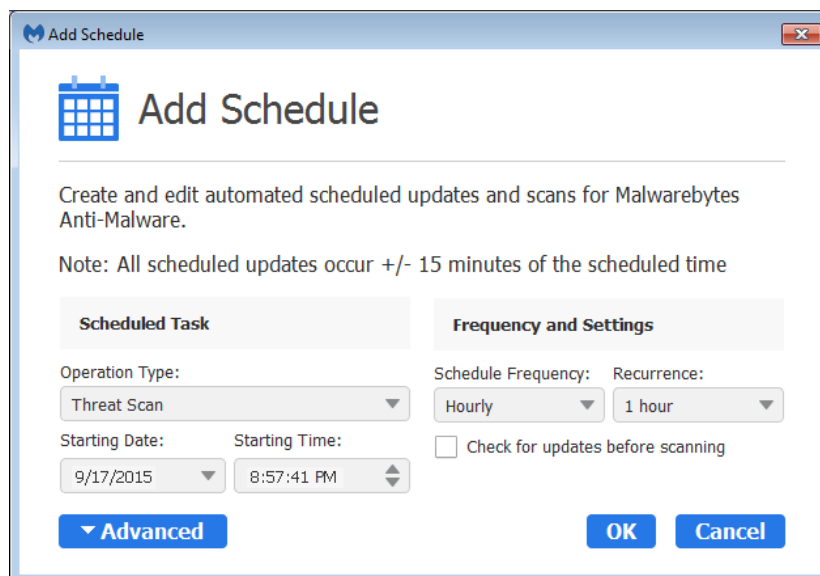 Add Schedule
Add Schedule
Create and edit automated scheduled updates and scans for Malwarebytes
Anti-Malware.
Note: All scheduled updates occur +/- 15 minutes of the scheduled time
Scheduled Task
Frequency and Settings
Operation Type:
Schedule Frequency: Recurrence:
Threat Scan
Hourly
1 hour
Starting Date: Starting Time:
Check for updates before scanning
9/17/2015
8:57:41 PM
Advanced
OK
Cancel